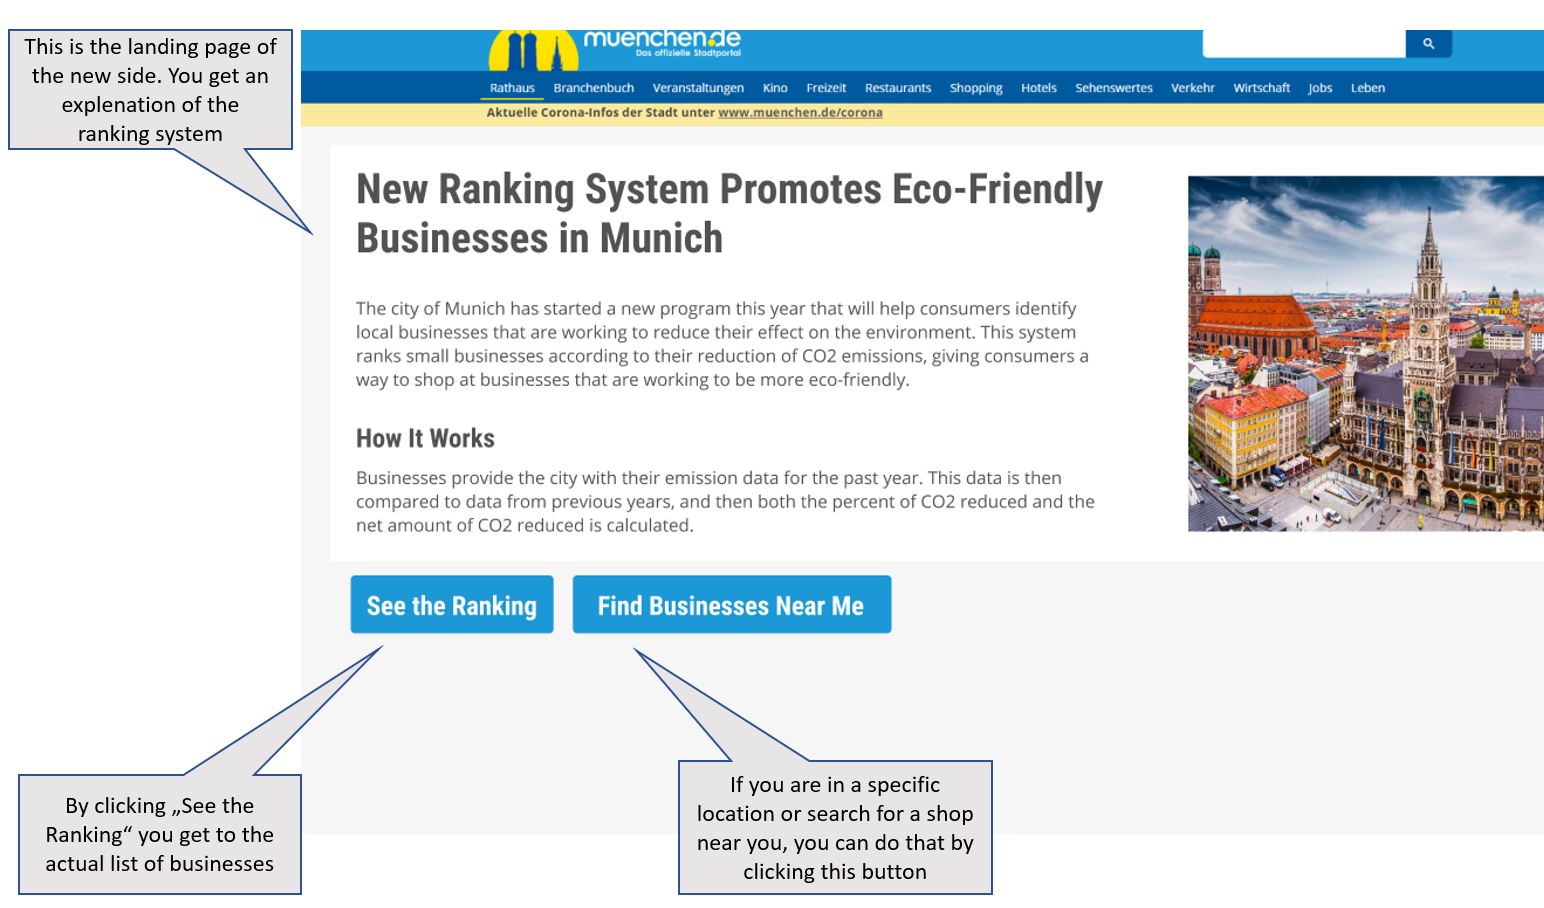 This is the landing page of
the new side. You get an
explenation of the
ranking system
muenchen.de
Das offizielle Stadtportal
Rathaus Branchenbuch Veranstaltungen Kino Freizeit Restaurants Shopping Hotels Sehenswertes Verkehr Wirtschaft Jobs Leben
Aktuelle Corona-Infos der Stadt unter www.muenchen.de/corona
New Ranking System Promotes Eco-Friendly
Businesses in Munich
The city of Munich has started a new program this year that will help consumers identify
local businesses that are working to reduce their effect on the environment. This system
ranks small businesses according to their reduction of CO2 emissions, giving consumers a
way to shop at businesses that are working to be more eco-friendly.
How It Works
Businesses provide the city with their emission data for the past year. This data is then
compared to data from previous years, and then both the percent of CO2 reduced and the
net amount of CO2 reduced is calculated.
See the Ranking
Find Businesses Near Me
By clicking „See the
Ranking“ you get to the
actual list of businesses
If you are in a specific
location or search for a shop
near you, you can do that by
clicking this button